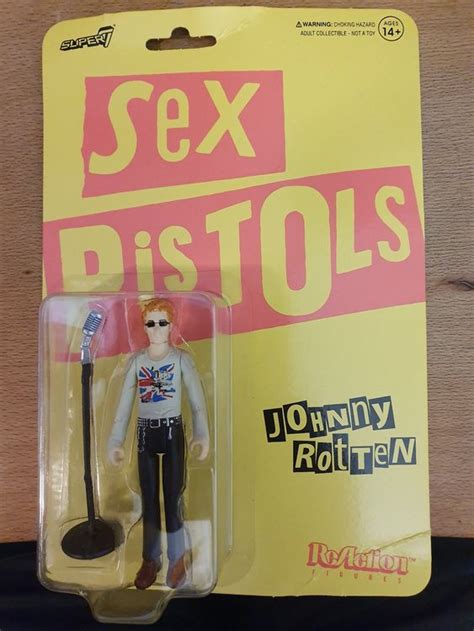 SUPER7
WARNING: CHOKING HAZARD
ADULT COLLECTIBLE - NOT A TOY
AGES
14+
Sex
PisTOLs
JOHNNy
RoTTEN
ReAction
FIGURES